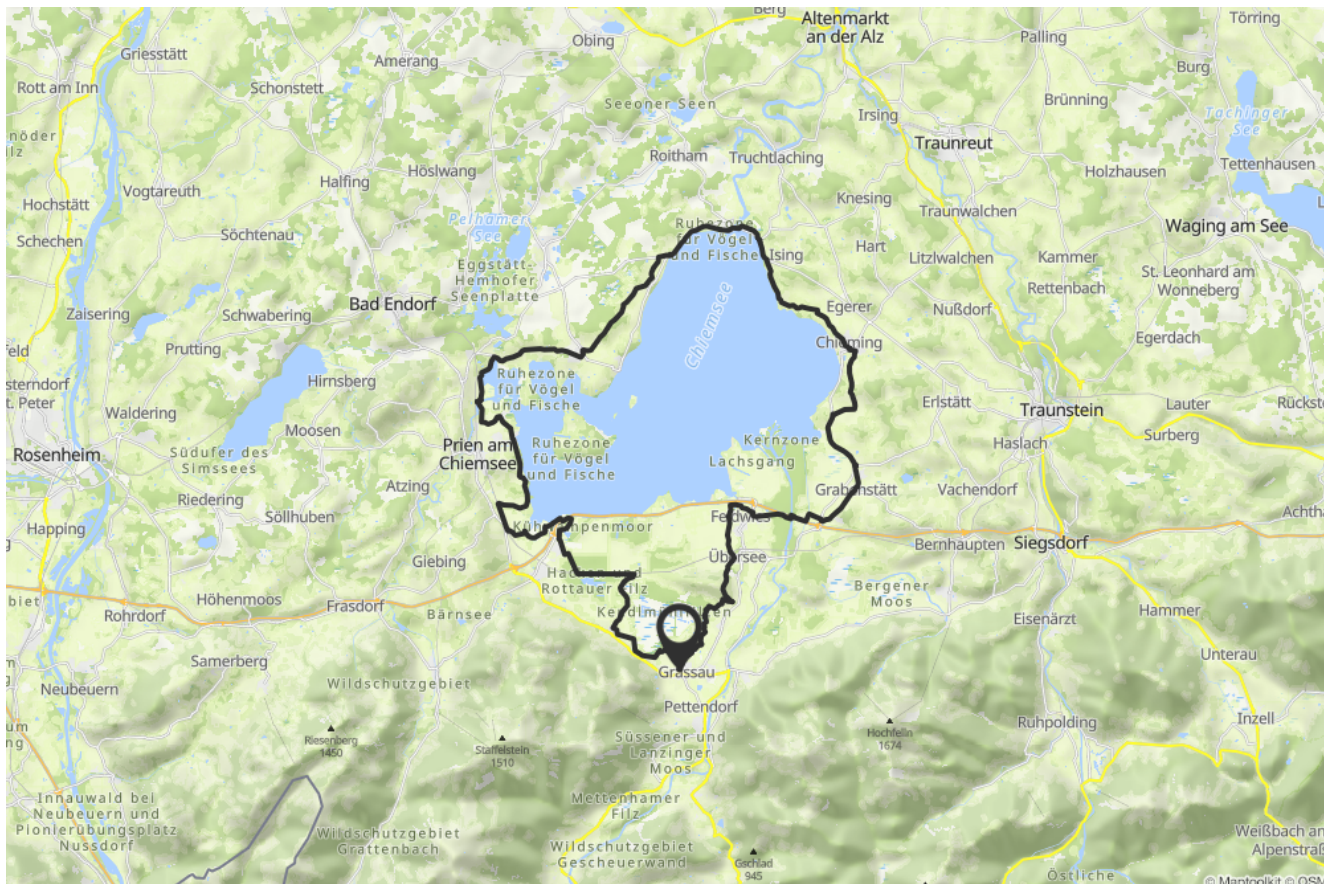 Berg
Törring
Altenmarkt
an der Alz
Palling
Obing
Griesstätt
Amerang
Burg
Rott am Inn
Schonstett
Brünning
Seeoner Seen
Irsing
Tachinger
See
Traunreut
Roitham
Truchtlaching
Tettenhausen
Höslwang
Holzhausen
Halfing
Vogtareuth
Knesing
Hochstätt
Traunwalchen
Pelhamer
See
Ruhezone
für Vögel
und Fische
Waging am See
Söchtenau
Schechen
Hart
Ising
Litzlwachen
Kammer
Eggstätt-
Hemhofer
Seenplatte
St. Leonhard am
Wonneberg
Rettenbach
Bad Endorf
Egerer
Nußdorf
Zaisering
Schwabering
Chiemsee
Egerdach
Chieming
Prutting
Ruhezone
für Vögel
und Fische
Hirnsberg
Erlstätt
Lauter
Waldering
Traunstein
Moosen
Surberg
Prien am
Chiemsee
Ruhezone
für Vögel
und Fische
Kernzone
Haslach
Rosenheim
Südufer des
Simssees
Lachsgang
Atzing
Grabenstätt
Vachendorf
Riedering
Söllhuben
Feldwies
Happing
Bernhaupten
Siegsdorf
Übersee
Giebing
Rottauer Filz
Bergener
Moos
Höhenmoos
Frasdorf
Bärnsee
Rohrdorf
Hammer
Eisenärzt
Samerberg
Unterau
Grassau
Neubeuern
Wildschutzgebiet
Pettendorf
Ruhpolding
Inzell
Hochfelln
1674
Riesenberg
1450
Staffelstein
1510
Süssener und
Lanzinger
Moos
Innauwald bei
Neubeuern und
Pionierübungsplatz
Nussdorf
Mettenhamer
Filz
Wildschutzgebiet
Grattenbach
Wildschutzgebiet
Gescheuerwand
Gschlad
945
Östliche
© Maptoolkit © OSM